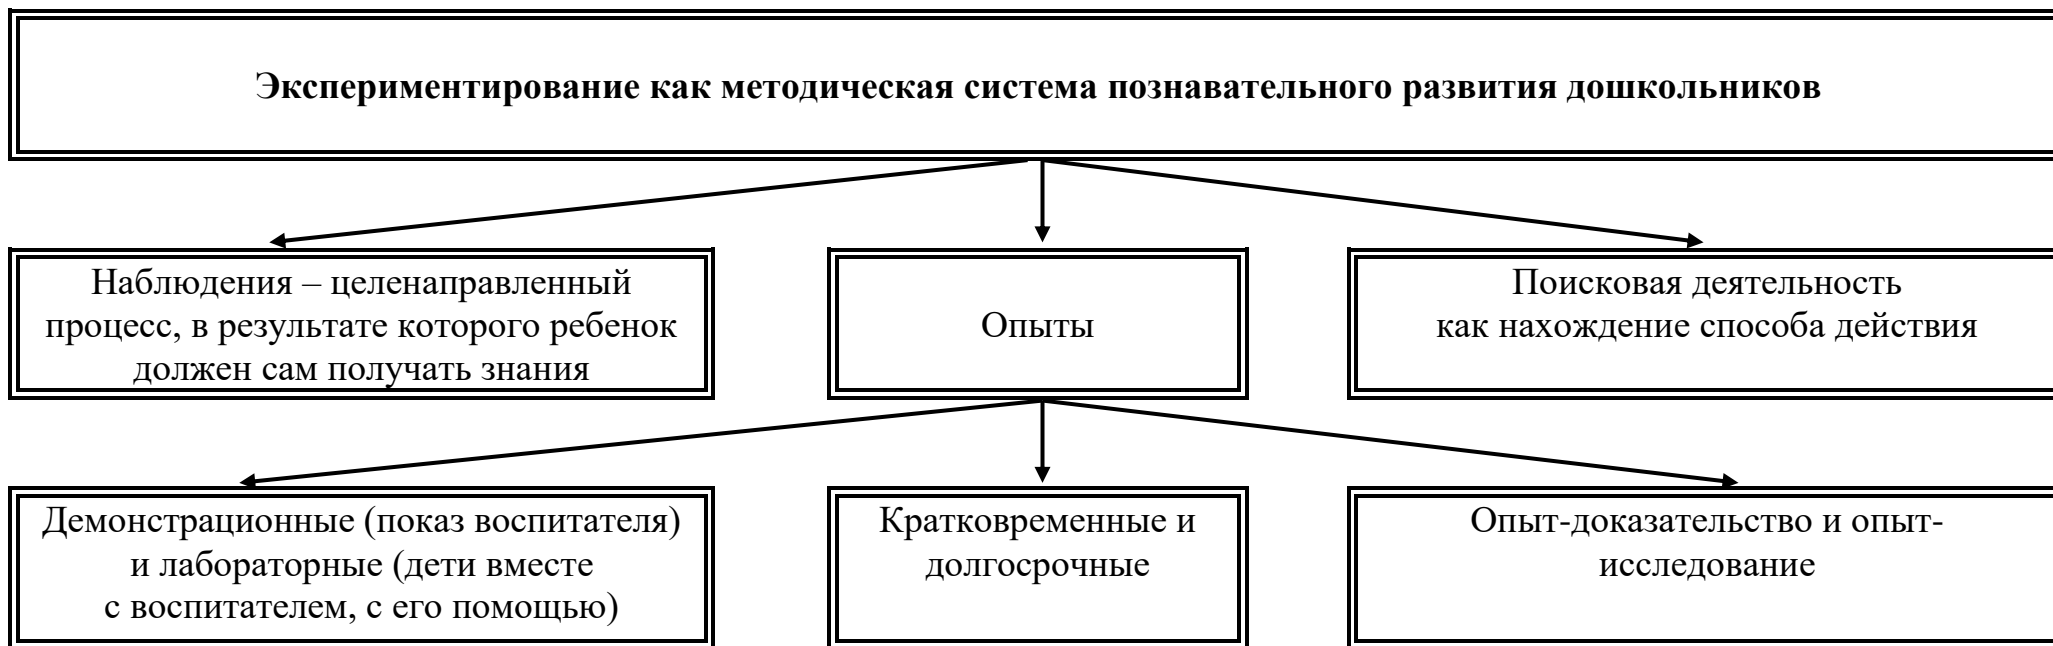 Экспериментирование как методическая система познавательного развития дошкольников
Наблюдения – целенаправленный
процесс, в результате которого ребенок
должен сам получать знания
Опыты
Поисковая деятельность
как нахождение способа действия
Демонстрационные (показ воспитателя)
и лабораторные (дети вместе
с воспитателем, с его помощью)
Кратковременные и
долгосрочные
Опыт-доказательство и опыт-
исследование